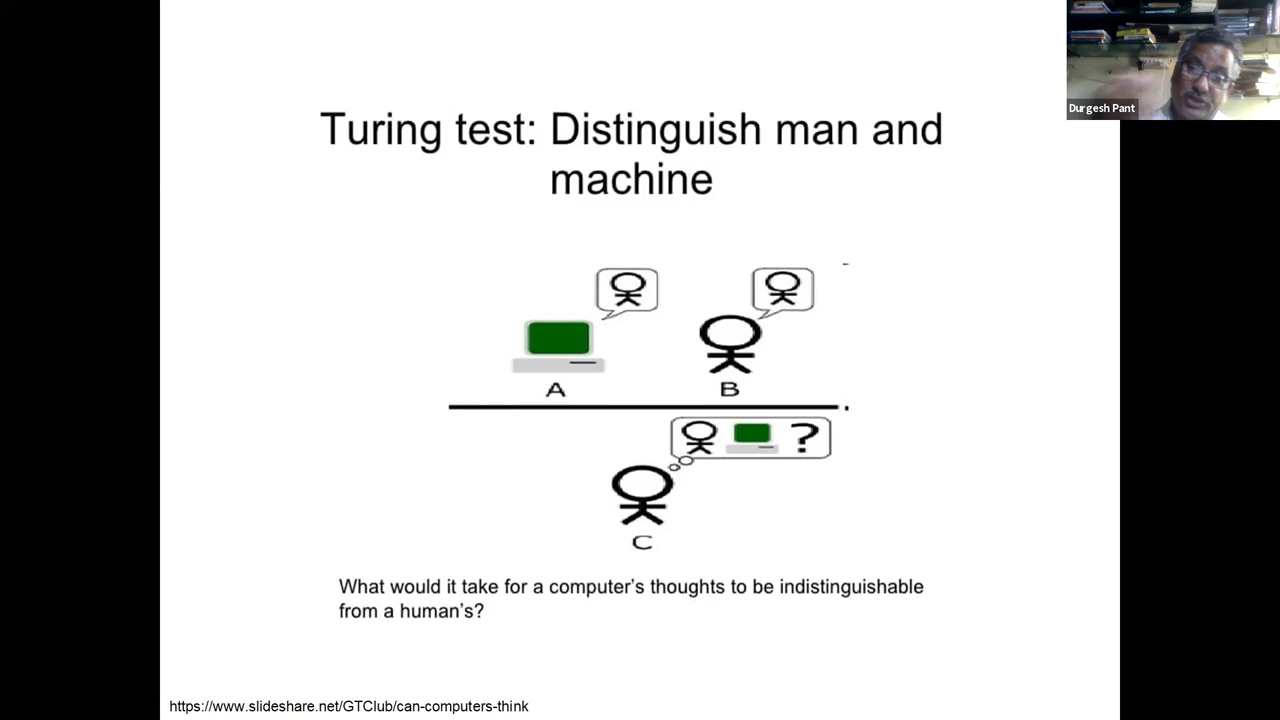 Durgesh Pant
Turing test: Distinguish man and
machine
A
B
?
C
What would it take for a computer's thoughts to be indistinguishable
from a human's?
https://www.slideshare.net/GTClub/can-computers-think